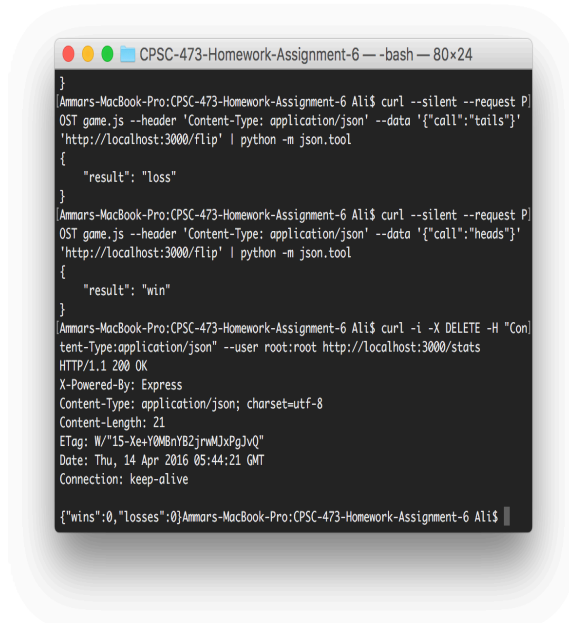 CPSC-473-Homework-Assignment-6 — -bash — 80×24
}
[Ammars-MacBook-Pro:CPSC-473-Homework-Assignment-6 Ali$ curl --silent --request P]
OST game.js --header 'Content-Type: application/json' --data '{"call":"tails"}'
'http://localhost:3000/flip' | python -m json.tool
{
    "result": "loss"
}
[Ammars-MacBook-Pro:CPSC-473-Homework-Assignment-6 Ali$ curl --silent --request P]
OST game.js --header 'Content-Type: application/json' --data '{"call":"heads"}'
'http://localhost:3000/flip' | python -m json.tool
{
    "result": "win"
}
[Ammars-MacBook-Pro:CPSC-473-Homework-Assignment-6 Ali$ curl -i -X DELETE -H "Con]
tent-Type:application/json" --user root:root http://localhost:3000/stats
HTTP/1.1 200 OK
X-Powered-By: Express
Content-Type: application/json; charset=utf-8
Content-Length: 21
ETag: W/"15-Xe+Y0MBnYB2jrwMJxPgJvQ"
Date: Thu, 14 Apr 2016 05:44:21 GMT
Connection: keep-alive
{"wins":0,"losses":0}Ammars-MacBook-Pro:CPSC-473-Homework-Assignment-6 Ali$